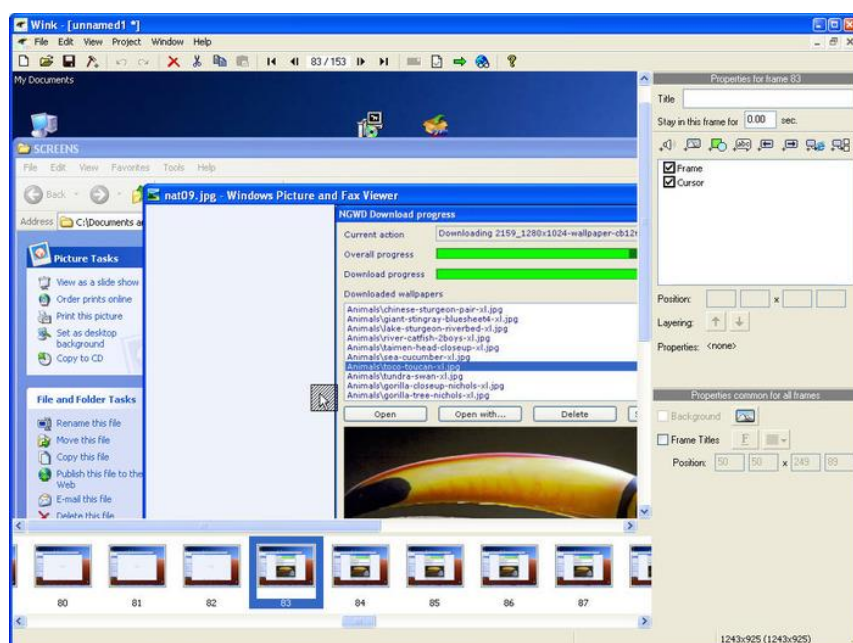 Wink - [unnamed1 *]
File Edit View Project Window Help
83 / 153
My Documents
SCREENS
File Edit View Favorites Tools Help
Back
Address C:\Documents a
Picture Tasks
View as a slide show
Order prints online
Print this picture
Set as desktop
background
Copy to CD
File and Folder Tasks
Rename this file
Move this file
Copy this file
Publish this file to the
Web
E-mail this file
Delete this file
nat09.jpg - Windows Picture and Fax Viewer
NGWD Download progress
Current action Downloading 2159_1280x1024-wallpaper-cb12
Overall progress
Download progress
Downloaded wallpapers
Animals\chinese-sturgeon-pair-xl.jpg
Animals\giant-stingray-bluesheet4-xl.jpg
Animals\lake-sturgeon-riverbed-xl.jpg
Animals\river-catfish-2boys-xl.jpg
Animals\taimen-head-closeup-xl.jpg
Animals\sea-cucumber-xl.jpg
Animals\toco-toucan-xl.jpg
Animals\tundra-swan-xl.jpg
Animals\gorilla-closeup-nichols-xl.jpg
Animals\gorilla-tree-nichols-xl.jpg
Open Open with... Delete S
80 81 82 83 84 85 86 87
Properties for frame 83
Title
Stay in this frame for 0.00 sec.
abc
Frame
Cursor
Position: x
Layering:
Properties: <none>
Properties common for all frames
Background
Frame Titles F
Position: 50 50 x 249 89
1243x925 (1243x925)